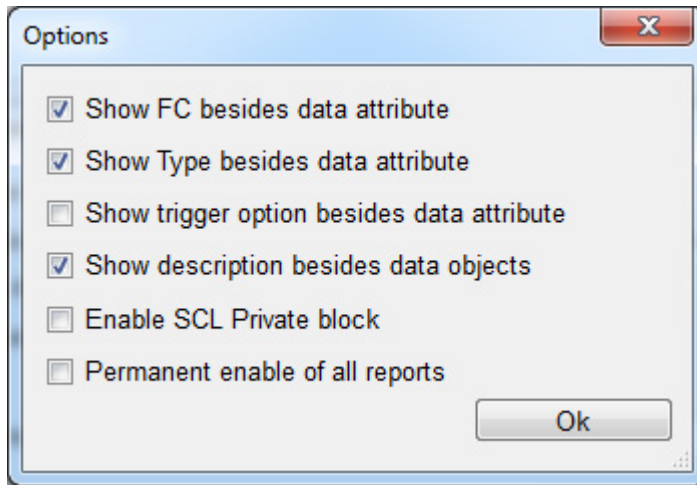 Options
Show FC besides data attribute
Show Type besides data attribute
Show trigger option besides data attribute
Show description besides data objects
Enable SCL Private block
Permanent enable of all reports
Ok